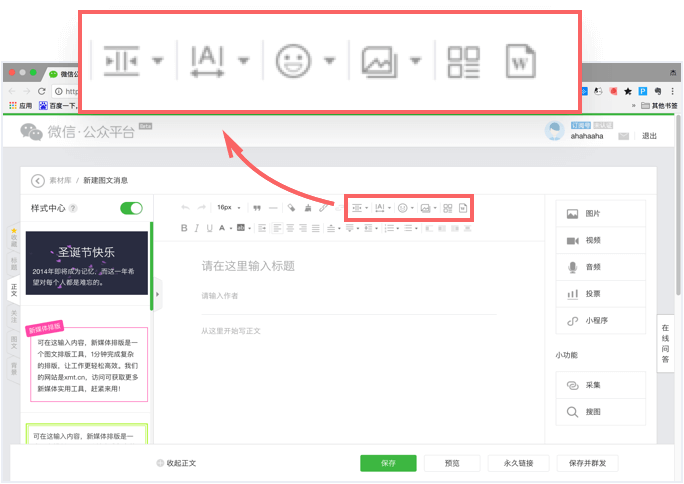 |A|
W
微信公
http
应用
百度一下,
»
其他书签
微信·公众平台
Beta
订阅号
未认证
ahahaaha
退出
素材库 / 新建图文消息
样式中心
?
16px
|A|
W
B I U A ab
收藏
标题
正文
关注
图文
背景
圣诞节快乐
2014年即将成为记忆,而这一年希
望对每个人都是难忘的。
新媒体排版
可在这输入内容,新媒体排版是一
个图文排版工具,1分钟完成复杂
的排版,让工作更轻松高效。我们
的网站是xmt.cn,访问可获取更多
新媒体实用工具,赶紧来用!
可在这输入内容,新媒体排版是一
请在这里输入标题
请输入作者
从这里开始写正文
图片
视频
音频
投票
小程序
小功能
采集
搜图
在线问答
收起正文
保存
预览
永久链接
保存并群发